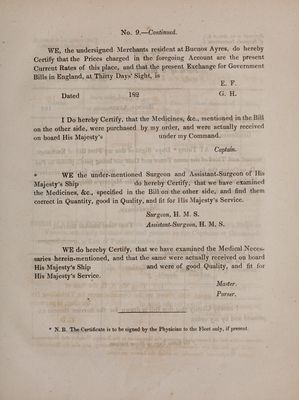 No. 9.—Continued.
WE, the undersigned Merchants resident at Buenos Ayres, do hereby
Certify that the Prices charged in the foregoing Account are the present
Current Rates of this place, and that the present Exchange for Government
Bills in England, at Thirty Days' Sight, is
E. F.
Dated 182 G. H.
I Do hereby Certify, that the Medicines, &c., mentioned in the Bill
on the other side, were purchased by my order, and were actually received
on board His Majesty's under my Command.
Captain.
* WE the under-mentioned Surgeon and Assistant-Surgeon of His
Majesty's Ship do hereby Certify, that we have examined
the Medicines, &c., specified in the Bill on the other side, and find them
correct in Quantity, good in Quality, and fit for His Majesty's Service.
Surgeon, H. M. S.
Assistant-Surgeon, H. M. S.
WE do hereby Certify, that we have examined the Medical Neces-
saries herein-mentioned, and that the same were actually received on board
His Majesty's Ship and were of good Quality, and fit for
His Majesty's Service.
Master.
Purser.
* N. B. The Certificate is to be signed by the Physician to the Fleet only, if present.